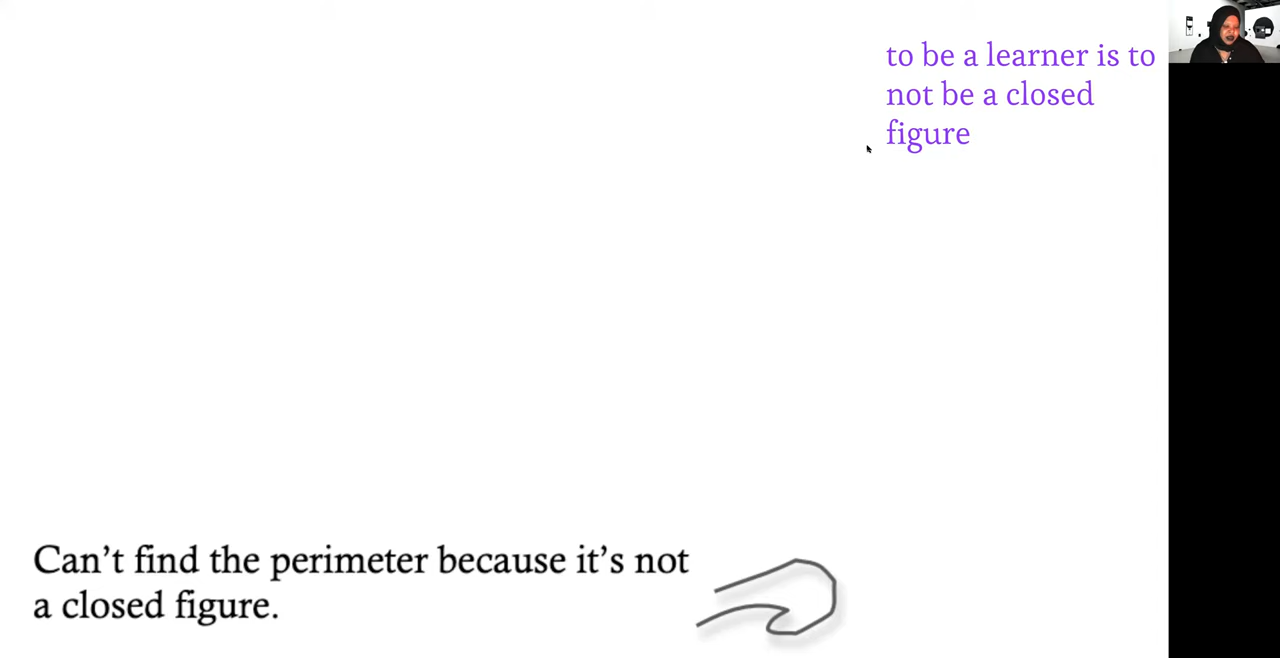 to be a learner is to
not be a closed
figure
Can’t find the perimeter because it’s not
a closed figure.